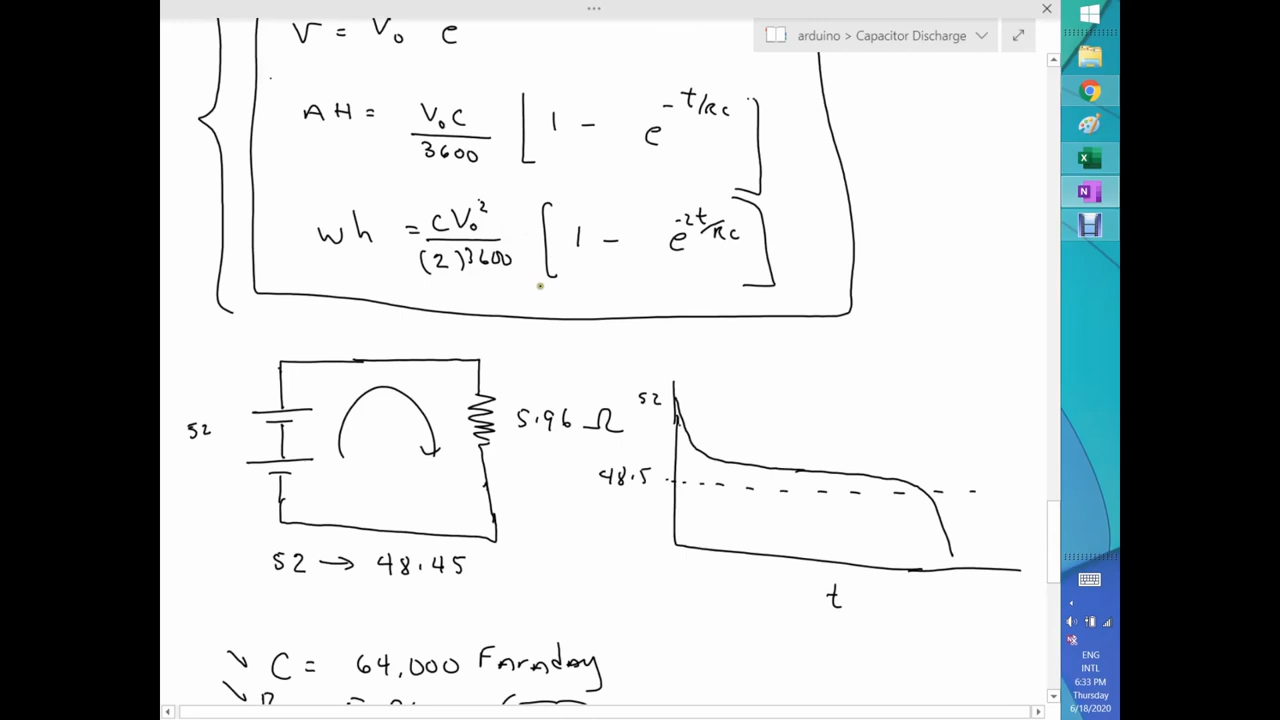 arduino > Capacitor Discharge
V = V₀ e
AH = V₀C / 3600 [ 1 - e^-t/RC ]
wh = CV₀² / (2)3600 [ 1 - e^-2t/RC ]
52
5.96 Ω
52 → 48.45
52
48.5
t
C = 64,000 Faraday
ENG
INTL
6:33 PM
Thursday
6/18/2020